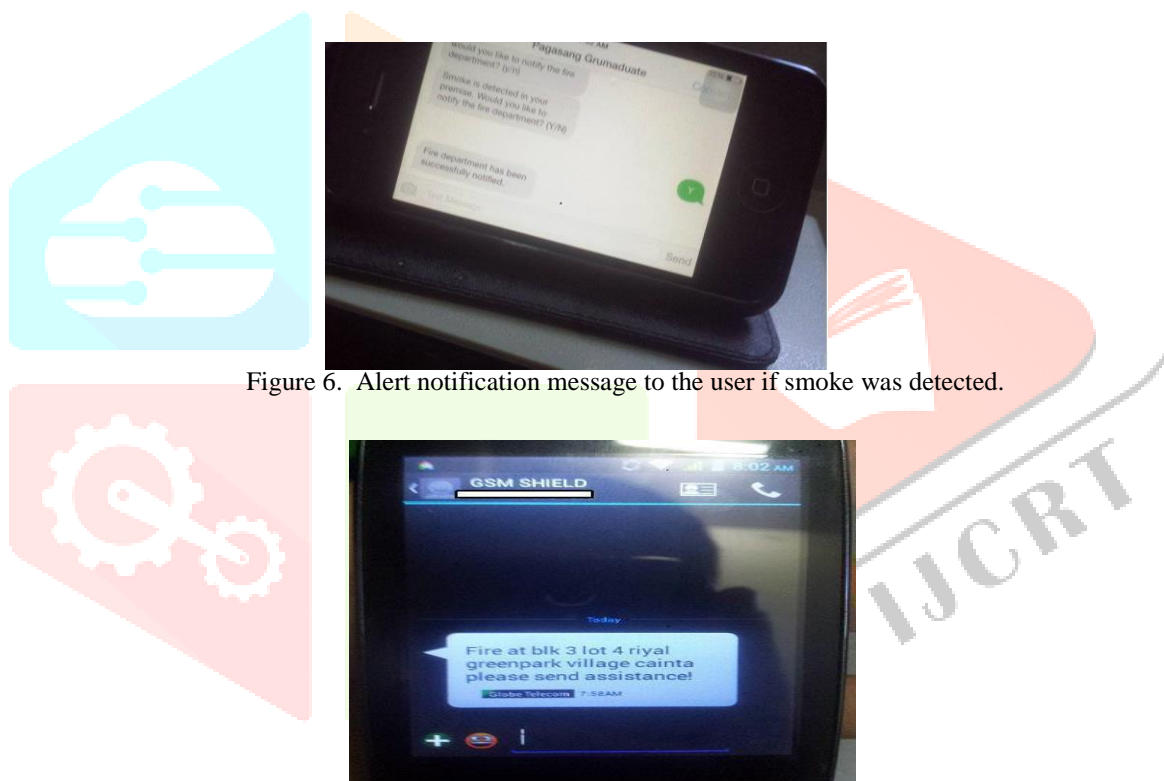 AM
Pagasang Grumaduate
would you like to notify the fire
department? (y/n)
Smoke is detected in your
premise. Would you like to
notify the fire department? (Y/N)
Fire department has been
successfully notified.
Y
Text Message
Send
Figure 6. Alert notification message to the user if smoke was detected.
8:02 AM
GSM SHIELD
Today
Fire at blk 3 lot 4 riyal
greenpark village cainta
please send assistance!
Globe Telecom 7:58AM
IJCRT